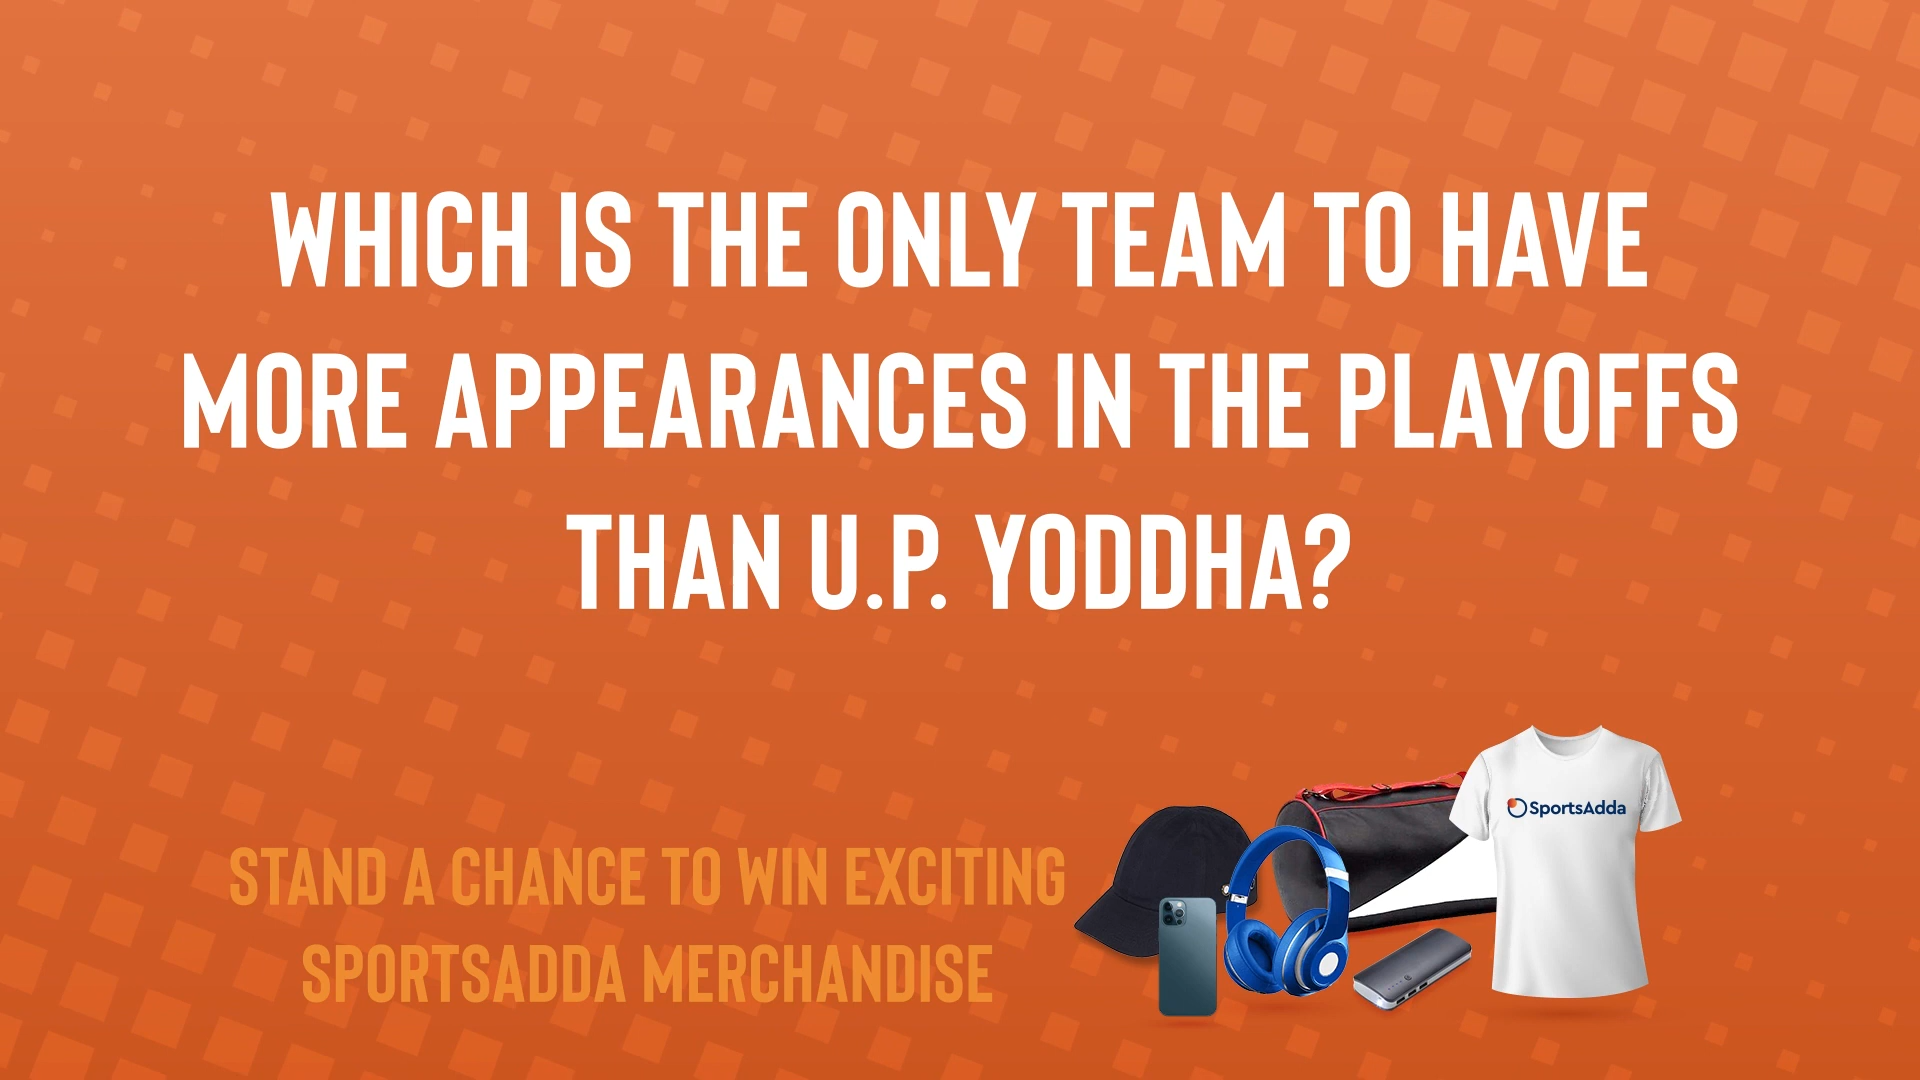 WHICH IS THE ONLY TEAM TO HAVE
MORE APPEARANCES IN THE PLAYOFFS
THAN U.P. YODDHA?
SportsAdda
STAND A CHANCE TO WIN EXCITING
SPORTSADDA MERCHANDISE